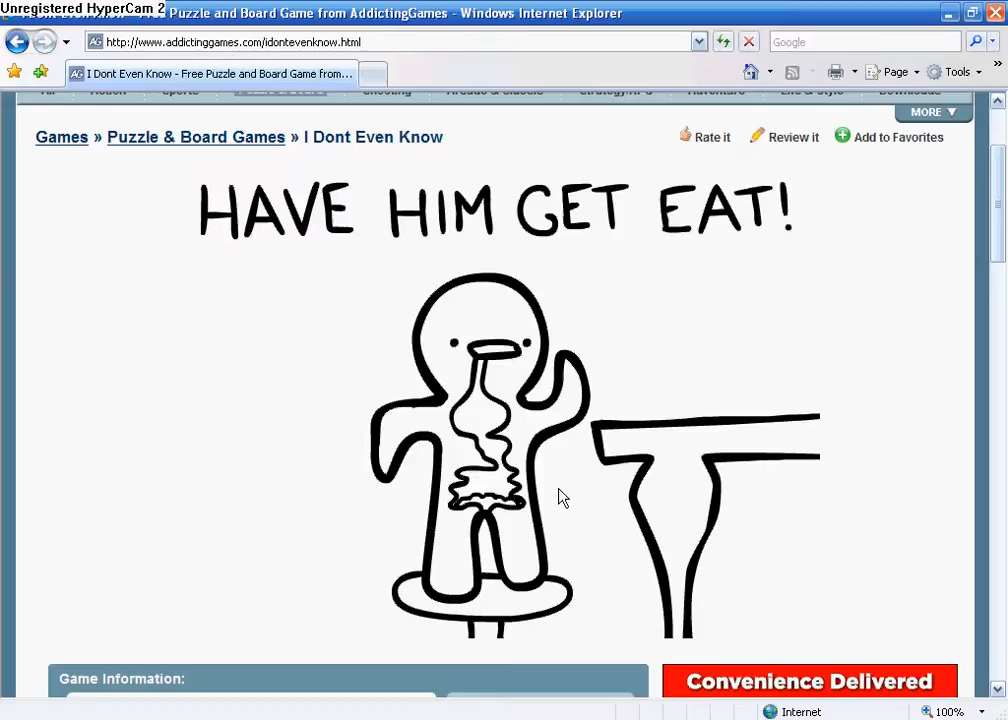 Unregistered HyperCam 2
Puzzle and Board Game from AddictingGames - Windows Internet Explorer
http://www.addictinggames.com/idontevenknow.html
Google
AG I Dont Even Know - Free Puzzle and Board Game from...
Page
Tools
MORE
Games » Puzzle & Board Games » I Dont Even Know
Rate it
Review it
Add to Favorites
HAVE HIM GET EAT!
Game Information:
Convenience Delivered
Internet
100%